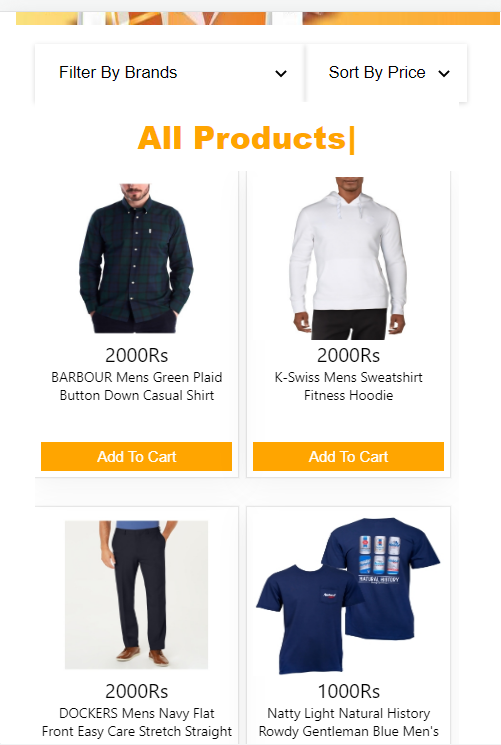 Filter By Brands
Sort By Price
All Products|
2000Rs
BARBOUR Mens Green Plaid
Button Down Casual Shirt
Add To Cart
2000Rs
K-Swiss Mens Sweatshirt
Fitness Hoodie
Add To Cart
NATURAL HISTORY
2000Rs
DOCKERS Mens Navy Flat
Front Easy Care Stretch Straight
1000Rs
Natty Light Natural History
Rowdy Gentleman Blue Men's